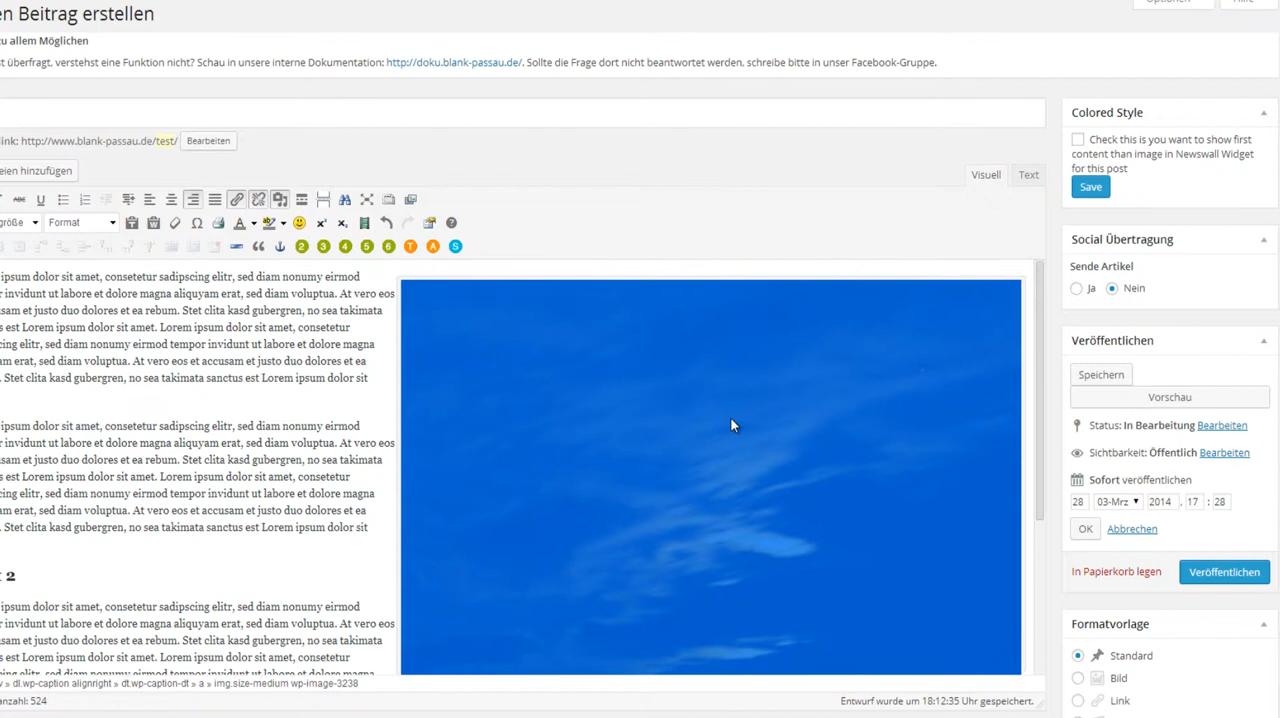 en Beitrag erstellen
zu allem Möglichen
st überfragt, verstehst eine Funktion nicht? Schau in unsere interne Dokumentation: http://doku.blank-passau.de/. Sollte die Frage dort nicht beantwortet werden, schreibe bitte in unser Facebook-Gruppe.
link: http://www.blank-passau.de/test/ Bearbeiten
eien hinzufügen
Visuell Text
ABC U
größe Format
2 3 4 5 6 T A S
ipsum dolor sit amet, consetetur sadipscing elitr, sed diam nonumy eirmod
r invidunt ut labore et dolore magna aliquyam erat, sed diam voluptua. At vero eos
usam et justo duo dolores et ea rebum. Stet clita kasd gubergren, no sea takimata
s est Lorem ipsum dolor sit amet. Lorem ipsum dolor sit amet, consetetur
cing elitr, sed diam nonumy eirmod tempor invidunt ut labore et dolore magna
am erat, sed diam voluptua. At vero eos et accusam et justo duo dolores et ea
Stet clita kasd gubergren, no sea takimata sanctus est Lorem ipsum dolor sit
ipsum dolor sit amet, consetetur sadipscing elitr, sed diam nonumy eirmod
r invidunt ut labore et dolore magna aliquyam erat, sed diam voluptua. At vero eos
usam et justo duo dolores et ea rebum. Stet clita kasd gubergren, no sea takimata
s est Lorem ipsum dolor sit amet. Lorem ipsum dolor sit amet, consetetur
cing elitr, sed diam nonumy eirmod tempor invidunt ut labore et dolore magna
am erat, sed diam voluptua. At vero eos et accusam et justo duo dolores et ea
Stet clita kasd gubergren, no sea takimata sanctus est Lorem ipsum dolor sit
t 2
ipsum dolor sit amet, consetetur sadipscing elitr, sed diam nonumy eirmod
r invidunt ut labore et dolore magna aliquyam erat, sed diam voluptua. At vero eos
usam et justo duo dolores et ea rebum. Stet clita kasd gubergren, no sea takimata
s est Lorem ipsum dolor sit amet. Lorem ipsum dolor sit amet, consetetur
» dl.wp-caption alignright » dt.wp-caption-dt » a » img.size-medium wp-image-3238
anzahl: 524
Entwurf wurde um 18:12:35 Uhr gespeichert.
Colored Style
Check this is you want to show first
content than image in Newswall Widget
for this post
Save
Social Übertragung
Sende Artikel
Ja Nein
Veröffentlichen
Speichern
Vorschau
Status: In Bearbeitung Bearbeiten
Sichtbarkeit: Öffentlich Bearbeiten
Sofort veröffentlichen
28 03-Mrz 2014 , 17 : 28
OK Abbrechen
In Papierkorb legen Veröffentlichen
Formatvorlage
Standard
Bild
Link